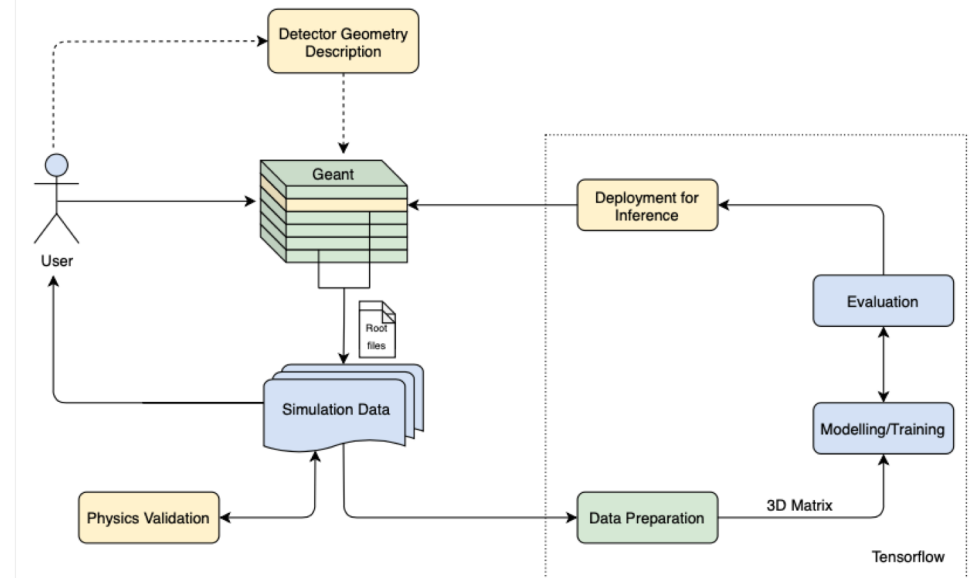 Detector Geometry
Description
Geant
Deployment for
Inference
User
Evaluation
Root
files
Simulation Data
Modelling/Training
Physics Validation
Data Preparation
3D Matrix
Tensorflow